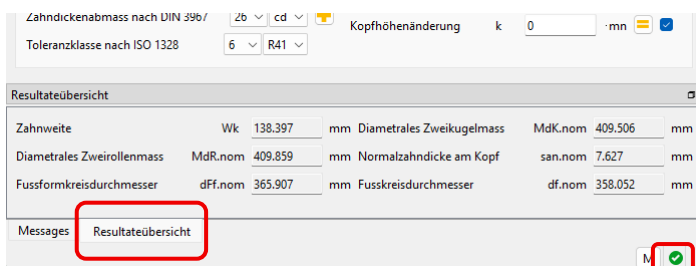 Zahndickenabmass nach DIN 3967 26 cd
Kopfhöhenänderung k 0 ·mn
Toleranzklasse nach ISO 1328 6 R41
Resultateübersicht
Zahnweite Wk 138.397 mm Diametrales Zweikugelmass MdK.nom 409.506 mm
Diametrales Zweirollenmass MdR.nom 409.859 mm Normalzahndicke am Kopf san.nom 7.627 mm
Fussformkreisdurchmesser dFf.nom 365.907 mm Fusskreisdurchmesser df.nom 358.052 mm
Messages Resultateübersicht
M